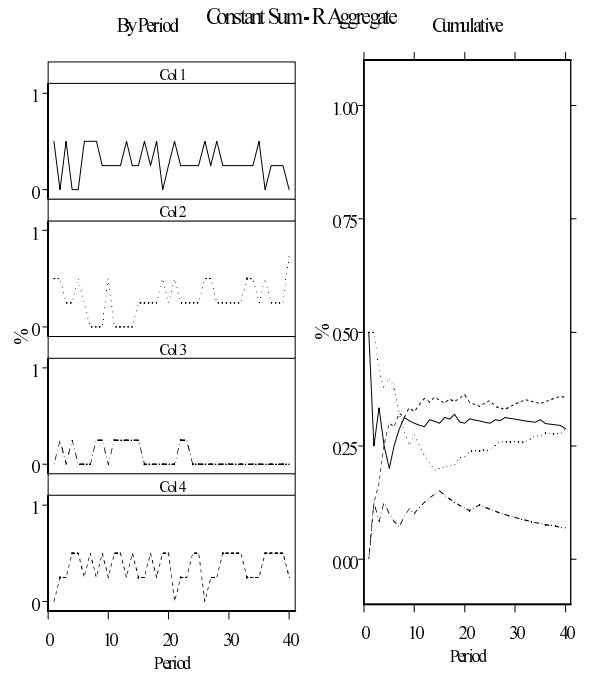 Constant Sum - R Aggregate
By Period
Cumulative
Col 1
1
0
Col 2
1
0
%
Col 3
1
0
Col 4
1
0
0 10 20 30 40
Period
1.00
0.75
0.50
%
0.25
0.00
0 10 20 30 40
Period